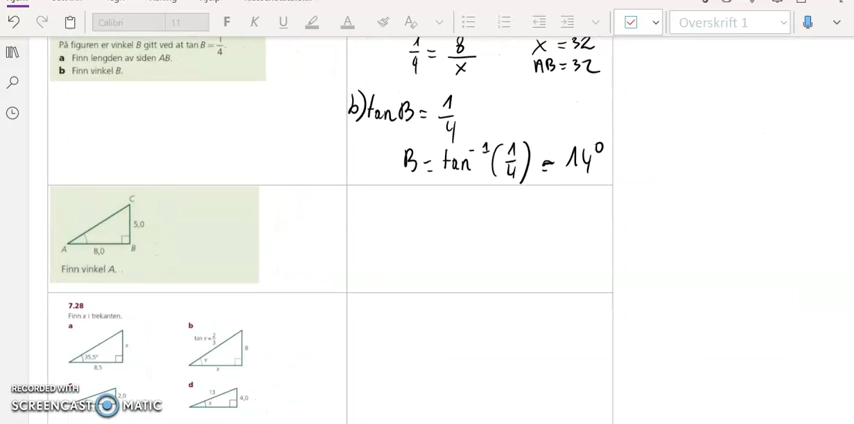 Calibri
11
F
K
U
A
Overskrift 1
På figuren er vinkel B gitt ved at tan B = 1/4.
a Finn lengden av siden AB.
b Finn vinkel B.
1/4 = 8/x
x = 32
AB = 32
b) tan B = 1/4
B = tan⁻¹ (1/4) = 14°
C
5,0
A
8,0
B
Finn vinkel A.
7.28
Finn x i trekanten.
a
b
35,5°
x
8,5
tan v = 2/3
v
8
x
d
2,0
13
x
4,0
RECORDED WITH
SCREENCAST MATIC